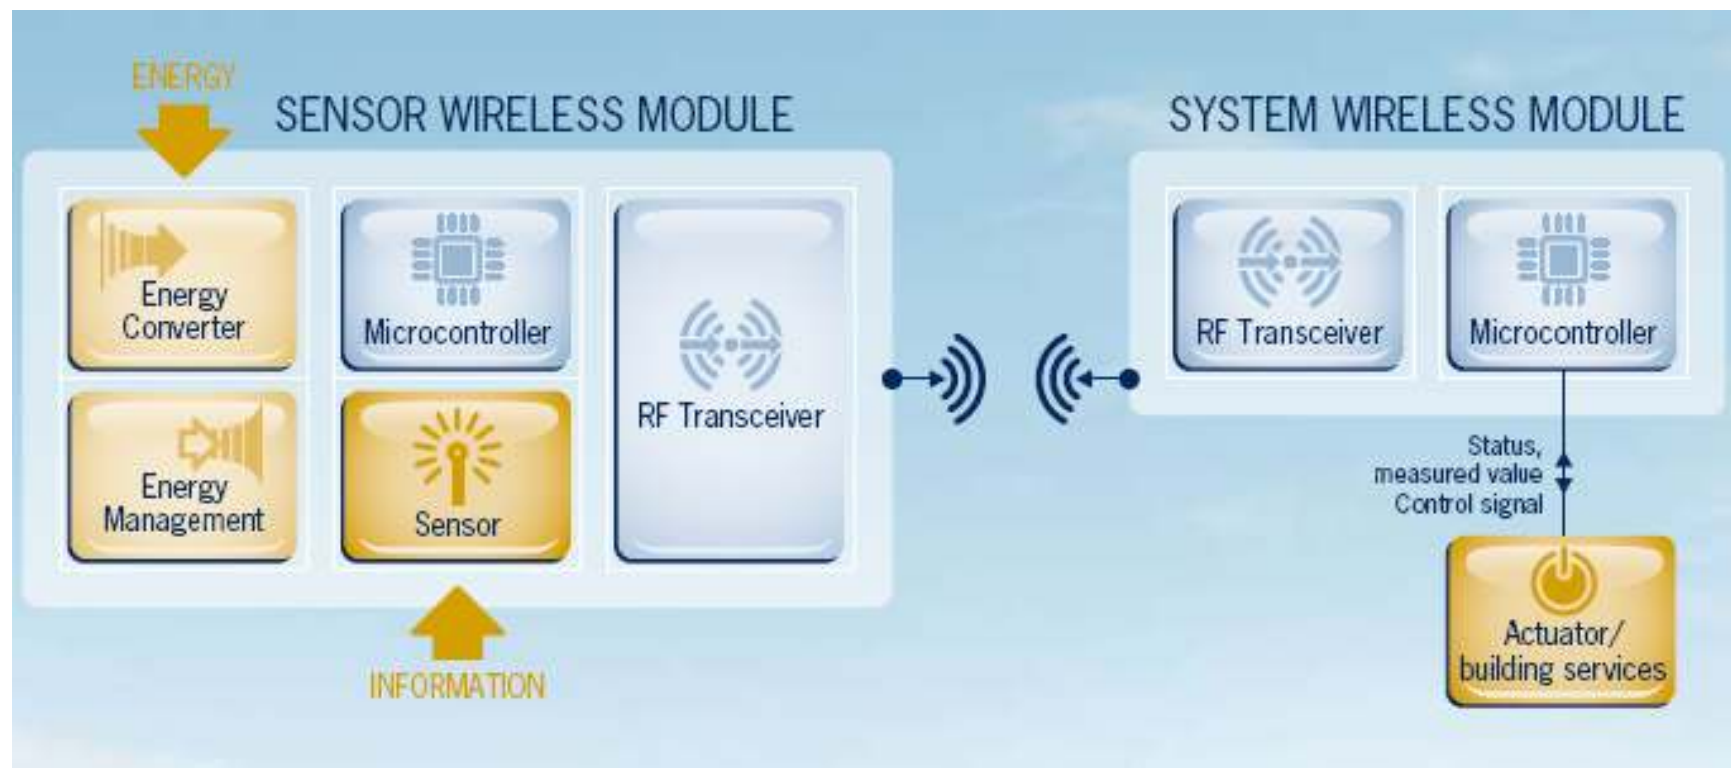 ENERGY
SENSOR WIRELESS MODULE
SYSTEM WIRELESS MODULE
Energy
Converter
Microcontroller
RF Transceiver
Energy
Management
Sensor
INFORMATION
RF Transceiver
Microcontroller
Status,
measured value
Control signal
Actuator/
building services